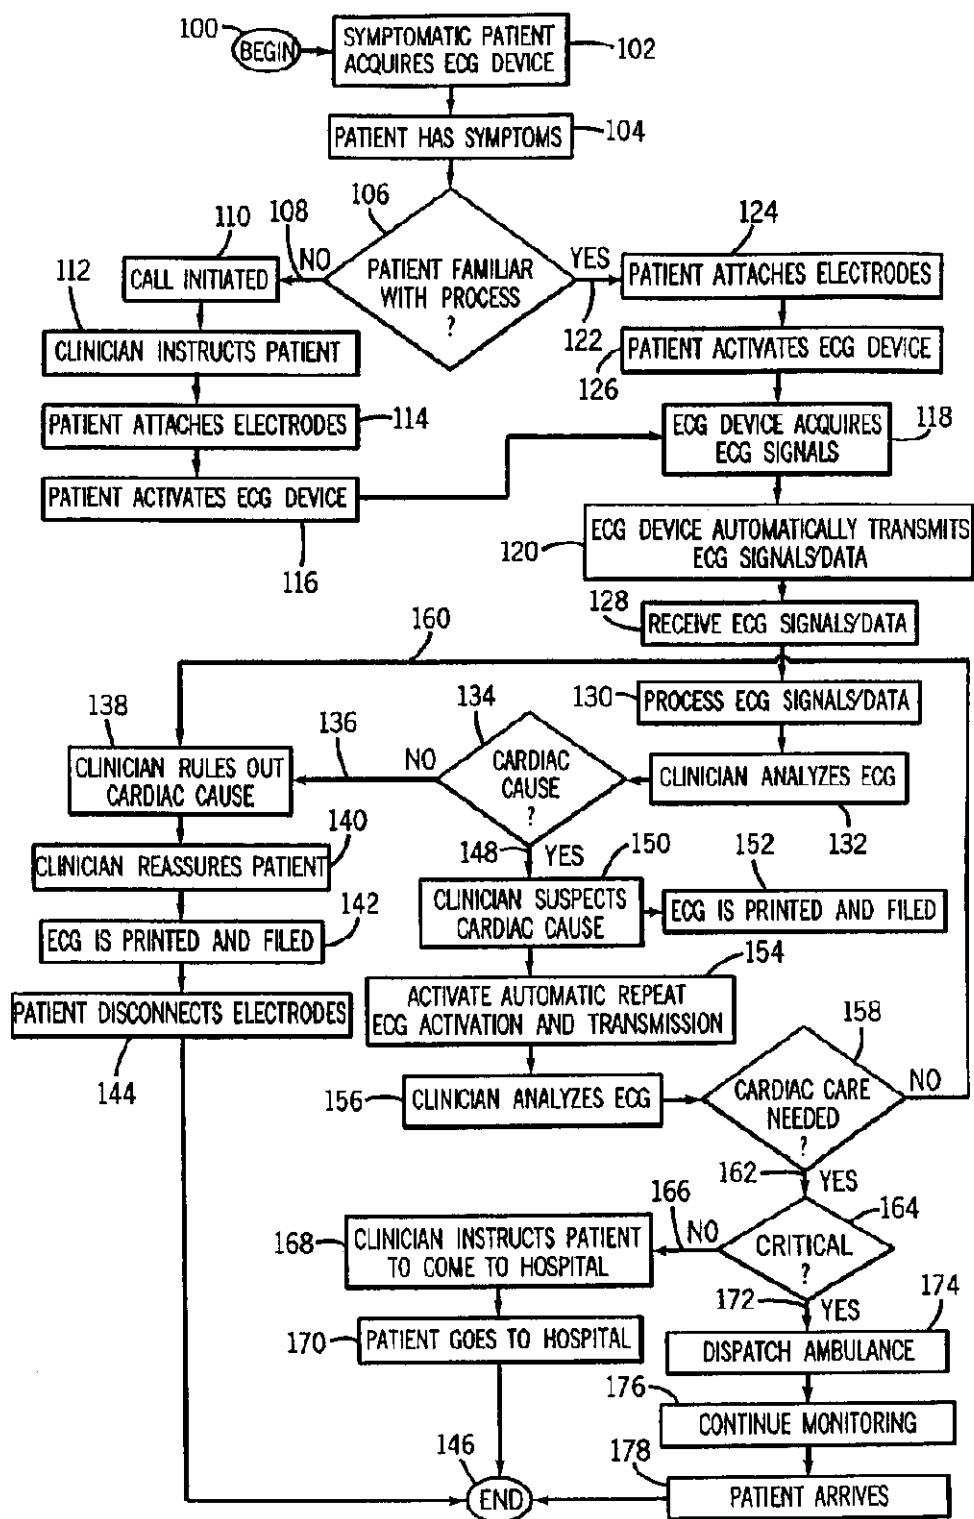 100
BEGIN
SYMPTOMATIC PATIENT
ACQUIRES ECG DEVICE
102
PATIENT HAS SYMPTOMS
104
106
PATIENT FAMILIAR
WITH PROCESS
?
108
NO
110
CALL INITIATED
112
CLINICIAN INSTRUCTS PATIENT
PATIENT ATTACHES ELECTRODES
114
PATIENT ACTIVATES ECG DEVICE
116
YES
122
124
PATIENT ATTACHES ELECTRODES
PATIENT ACTIVATES ECG DEVICE
126
ECG DEVICE ACQUIRES
ECG SIGNALS
118
120
ECG DEVICE AUTOMATICALLY TRANSMITS
ECG SIGNALS/DATA
128
RECEIVE ECG SIGNALS/DATA
160
130
PROCESS ECG SIGNALS/DATA
CLINICIAN ANALYZES ECG
132
134
CARDIAC
CAUSE
?
136
NO
138
CLINICIAN RULES OUT
CARDIAC CAUSE
140
CLINICIAN REASSURES PATIENT
142
ECG IS PRINTED AND FILED
PATIENT DISCONNECTS ELECTRODES
144
148
YES
150
CLINICIAN SUSPECTS
CARDIAC CAUSE
152
ECG IS PRINTED AND FILED
154
ACTIVATE AUTOMATIC REPEAT
ECG ACTIVATION AND TRANSMISSION
156
CLINICIAN ANALYZES ECG
158
CARDIAC CARE
NEEDED
?
NO
162
YES
164
CRITICAL
?
166
NO
168
CLINICIAN INSTRUCTS PATIENT
TO COME TO HOSPITAL
170
PATIENT GOES TO HOSPITAL
172
YES
174
DISPATCH AMBULANCE
176
CONTINUE MONITORING
178
PATIENT ARRIVES
146
END